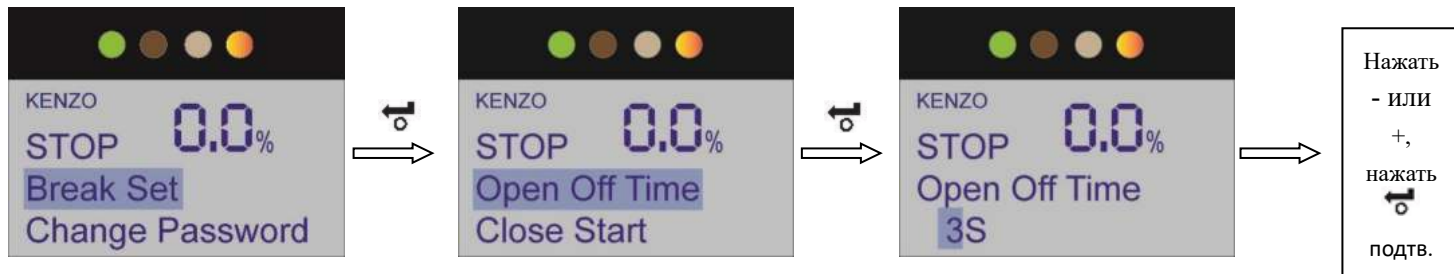 KENZO
STOP 0.0%
Break Set
Change Password
KENZO
STOP 0.0%
Open Off Time
Close Start
KENZO
STOP 0.0%
Open Off Time
3S
Нажать
- или
+,
нажать
подтв.